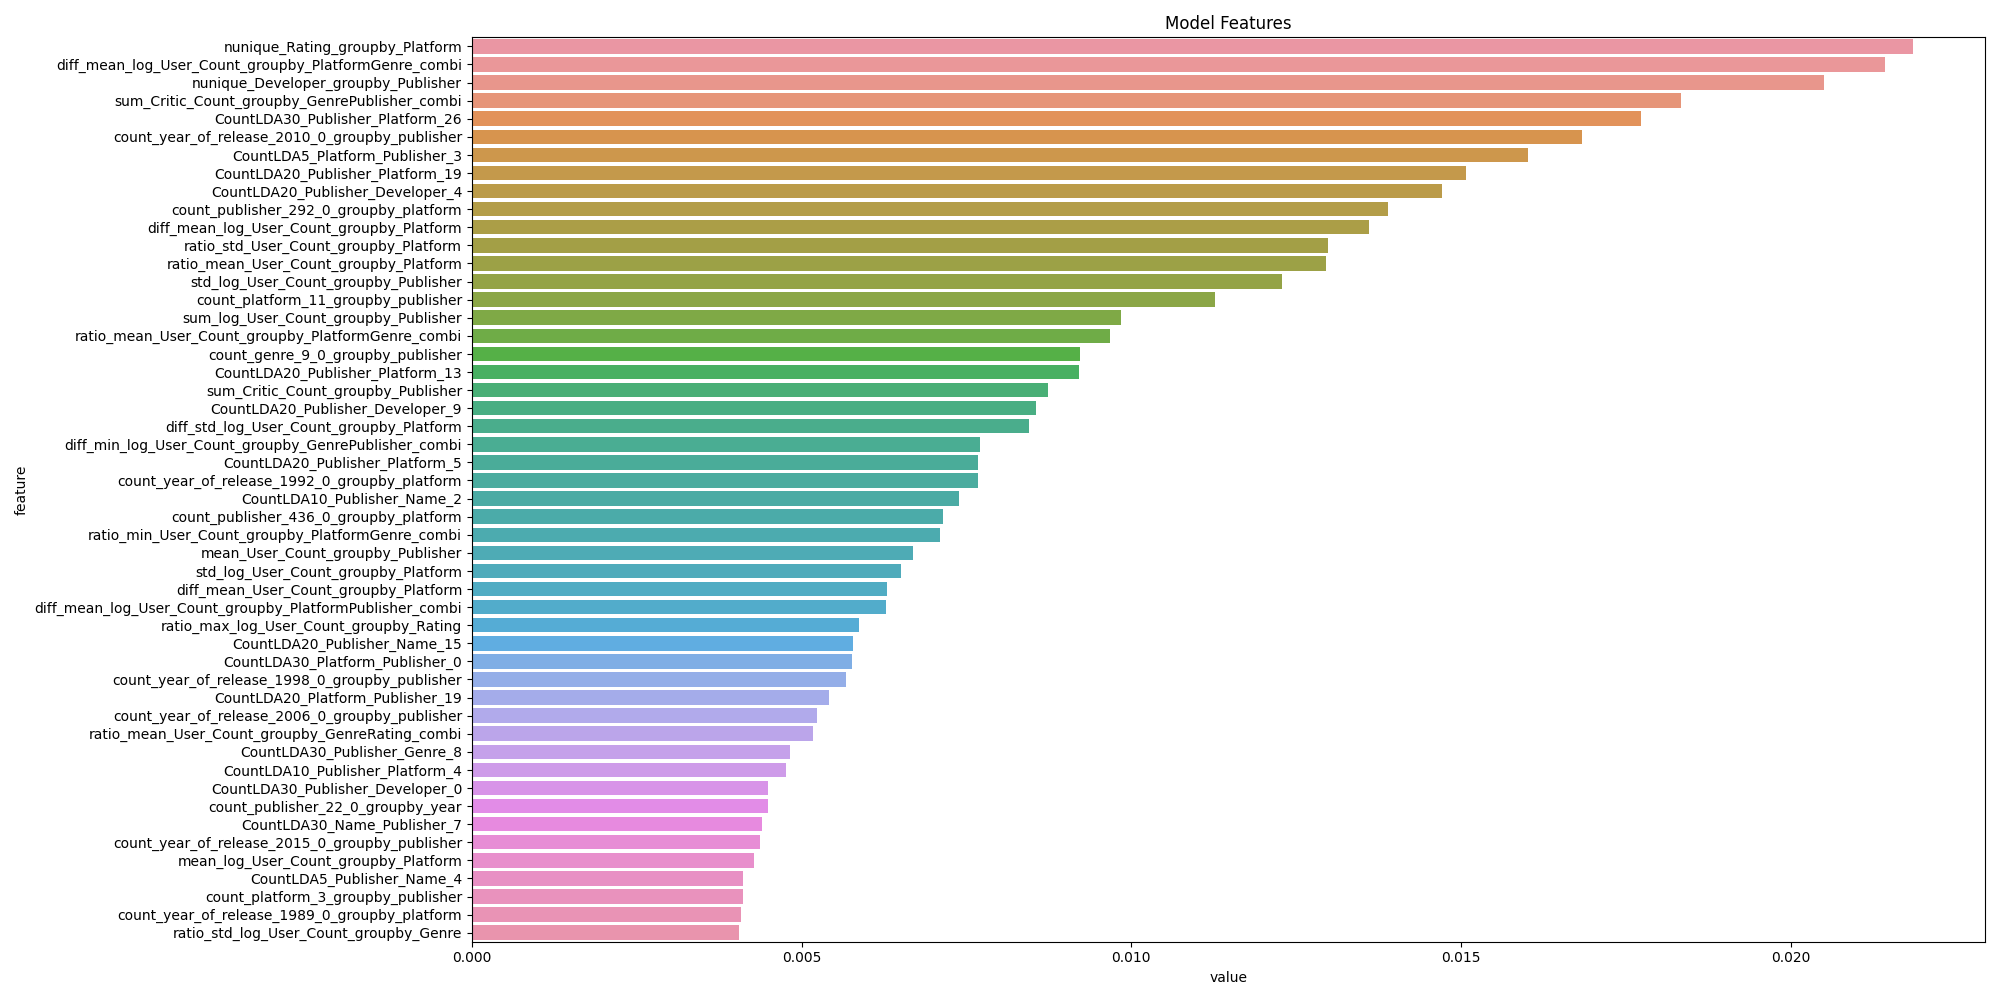 Model Features
nunique_Rating_groupby_Platform
diff_mean_log_User_Count_groupby_PlatformGenre_combi
nunique_Developer_groupby_Publisher
sum_Critic_Count_groupby_GenrePublisher_combi
CountLDA30_Publisher_Platform_26
count_year_of_release_2010_0_groupby_publisher
CountLDA5_Platform_Publisher_3
CountLDA20_Publisher_Platform_19
CountLDA20_Publisher_Developer_4
count_publisher_292_0_groupby_platform
diff_mean_log_User_Count_groupby_Platform
ratio_std_User_Count_groupby_Platform
ratio_mean_User_Count_groupby_Platform
std_log_User_Count_groupby_Publisher
count_platform_11_groupby_publisher
sum_log_User_Count_groupby_Publisher
ratio_mean_User_Count_groupby_PlatformGenre_combi
count_genre_9_0_groupby_publisher
CountLDA20_Publisher_Platform_13
sum_Critic_Count_groupby_Publisher
CountLDA20_Publisher_Developer_9
diff_std_log_User_Count_groupby_Platform
diff_min_log_User_Count_groupby_GenrePublisher_combi
CountLDA20_Publisher_Platform_5
count_year_of_release_1992_0_groupby_platform
CountLDA10_Publisher_Name_2
count_publisher_436_0_groupby_platform
ratio_min_User_Count_groupby_PlatformGenre_combi
mean_User_Count_groupby_Publisher
std_log_User_Count_groupby_Platform
diff_mean_User_Count_groupby_Platform
diff_mean_log_User_Count_groupby_PlatformPublisher_combi
ratio_max_log_User_Count_groupby_Rating
CountLDA20_Publisher_Name_15
CountLDA30_Platform_Publisher_0
count_year_of_release_1998_0_groupby_publisher
CountLDA20_Platform_Publisher_19
count_year_of_release_2006_0_groupby_publisher
ratio_mean_User_Count_groupby_GenreRating_combi
CountLDA30_Publisher_Genre_8
CountLDA10_Publisher_Platform_4
CountLDA30_Publisher_Developer_0
count_publisher_22_0_groupby_year
CountLDA30_Name_Publisher_7
count_year_of_release_2015_0_groupby_publisher
mean_log_User_Count_groupby_Platform
CountLDA5_Publisher_Name_4
count_platform_3_groupby_publisher
count_year_of_release_1989_0_groupby_platform
ratio_std_log_User_Count_groupby_Genre
feature
0.000 0.005 0.010 0.015 0.020
value